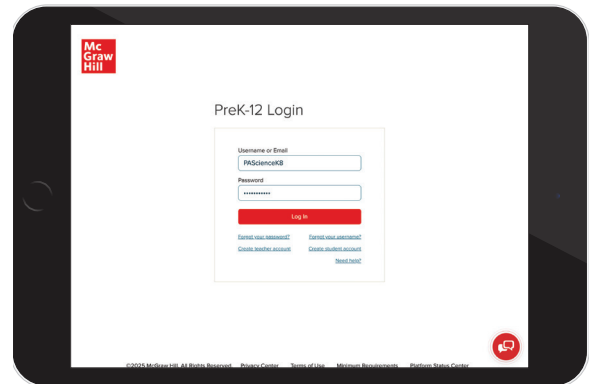 Mc
Graw
Hill
PreK-12 Login
Username or Email
PAScienceK8
Password
•••••••••••
Log In
Forgot your password? Forgot your username?
Create teacher account Create student account
Need help?
©2025 McGraw Hill. All Rights Reserved. Privacy Center Terms of Use Minimum Requirements Platform Status Center